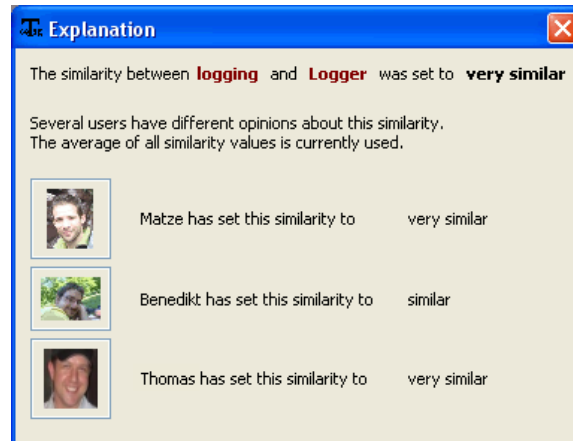 Explanation
The similarity between logging and Logger was set to very similar
Several users have different opinions about this similarity.
The average of all similarity values is currently used.
Matze has set this similarity to very similar
Benedikt has set this similarity to similar
Thomas has set this similarity to very similar